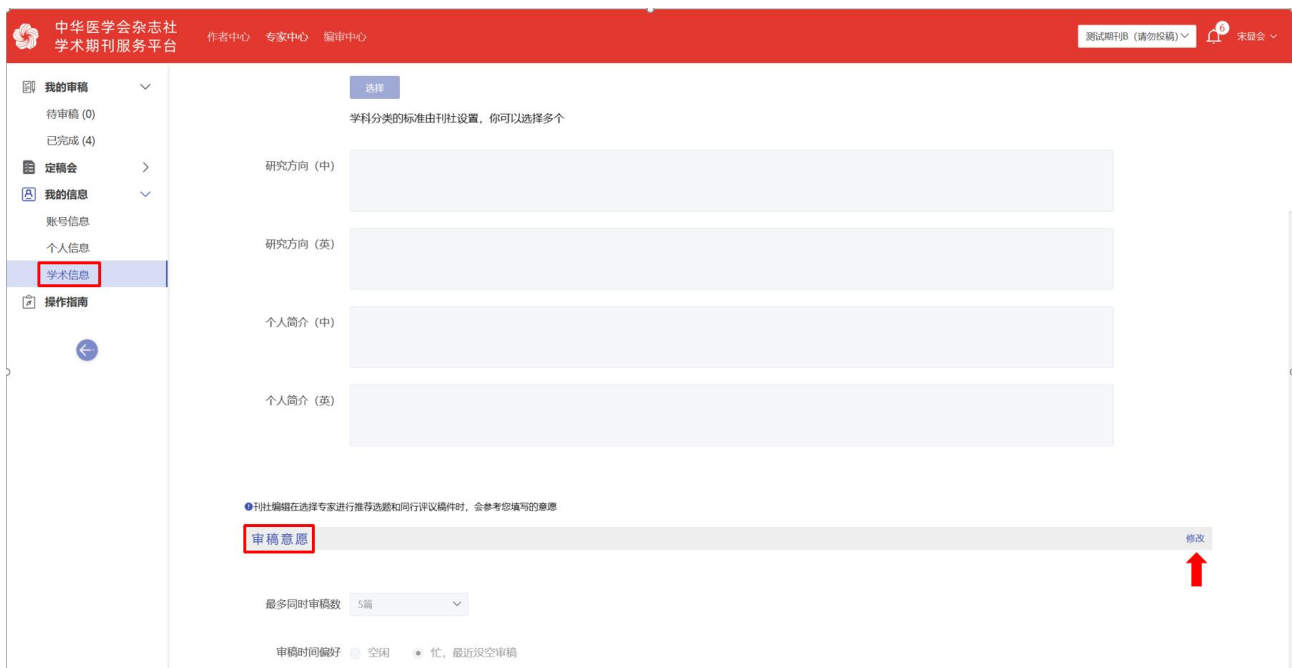 中华医学会杂志社
学术期刊服务平台
作者中心 专家中心 编审中心
测试期刊B（请勿投稿）
6
宋昼会
我的审稿
待审稿 (0)
已完成 (4)
定稿会
我的信息
账号信息
个人信息
学术信息
操作指南
选择
学科分类的标准由刊社设置，你可以选择多个
研究方向（中）
研究方向（英）
个人简介（中）
个人简介（英）
刊社编辑在选择专家进行推荐选题和同行评议稿件时，会参考您填写的意愿
审稿意愿
修改
最多同时审稿数 5篇
审稿时间偏好 空闲 忙，最近没空审稿